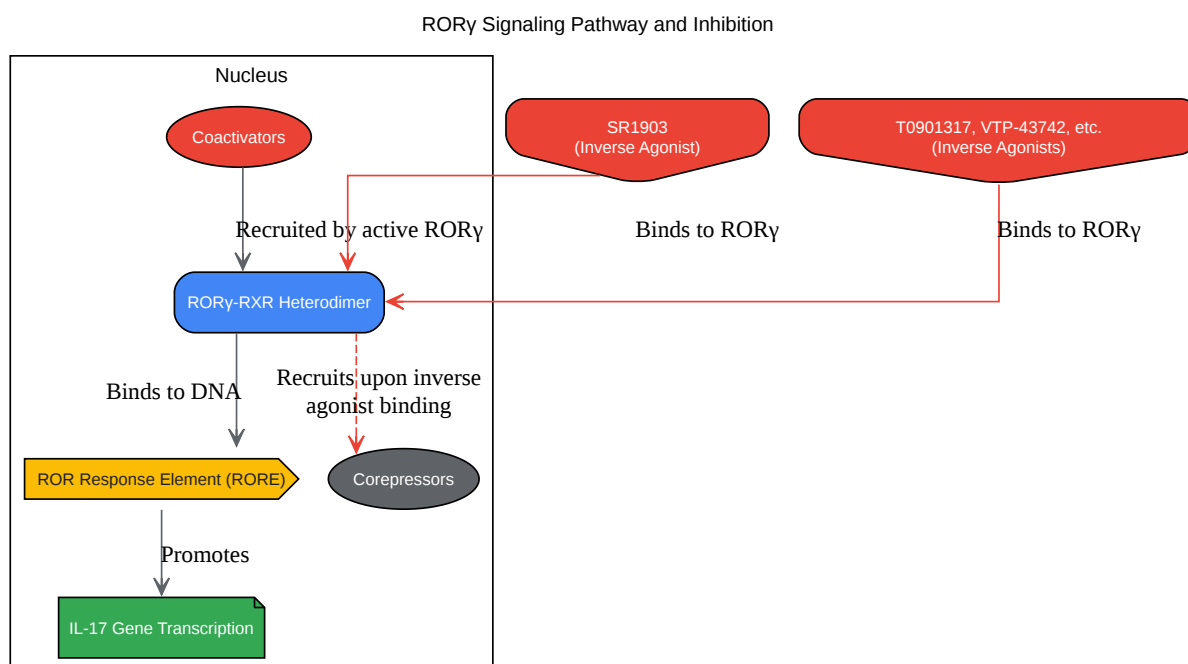 RORγ Signaling Pathway and Inhibition
Nucleus
Coactivators
SR1903
(Inverse Agonist)
T0901317, VTP-43742, etc.
(Inverse Agonists)
Recruited by active RORγ
Binds to RORγ
Binds to RORγ
RORγ-RXR Heterodimer
Binds to DNA
Recruits upon inverse
agonist binding
ROR Response Element (RORE)
Corepressors
Promotes
IL-17 Gene Transcription